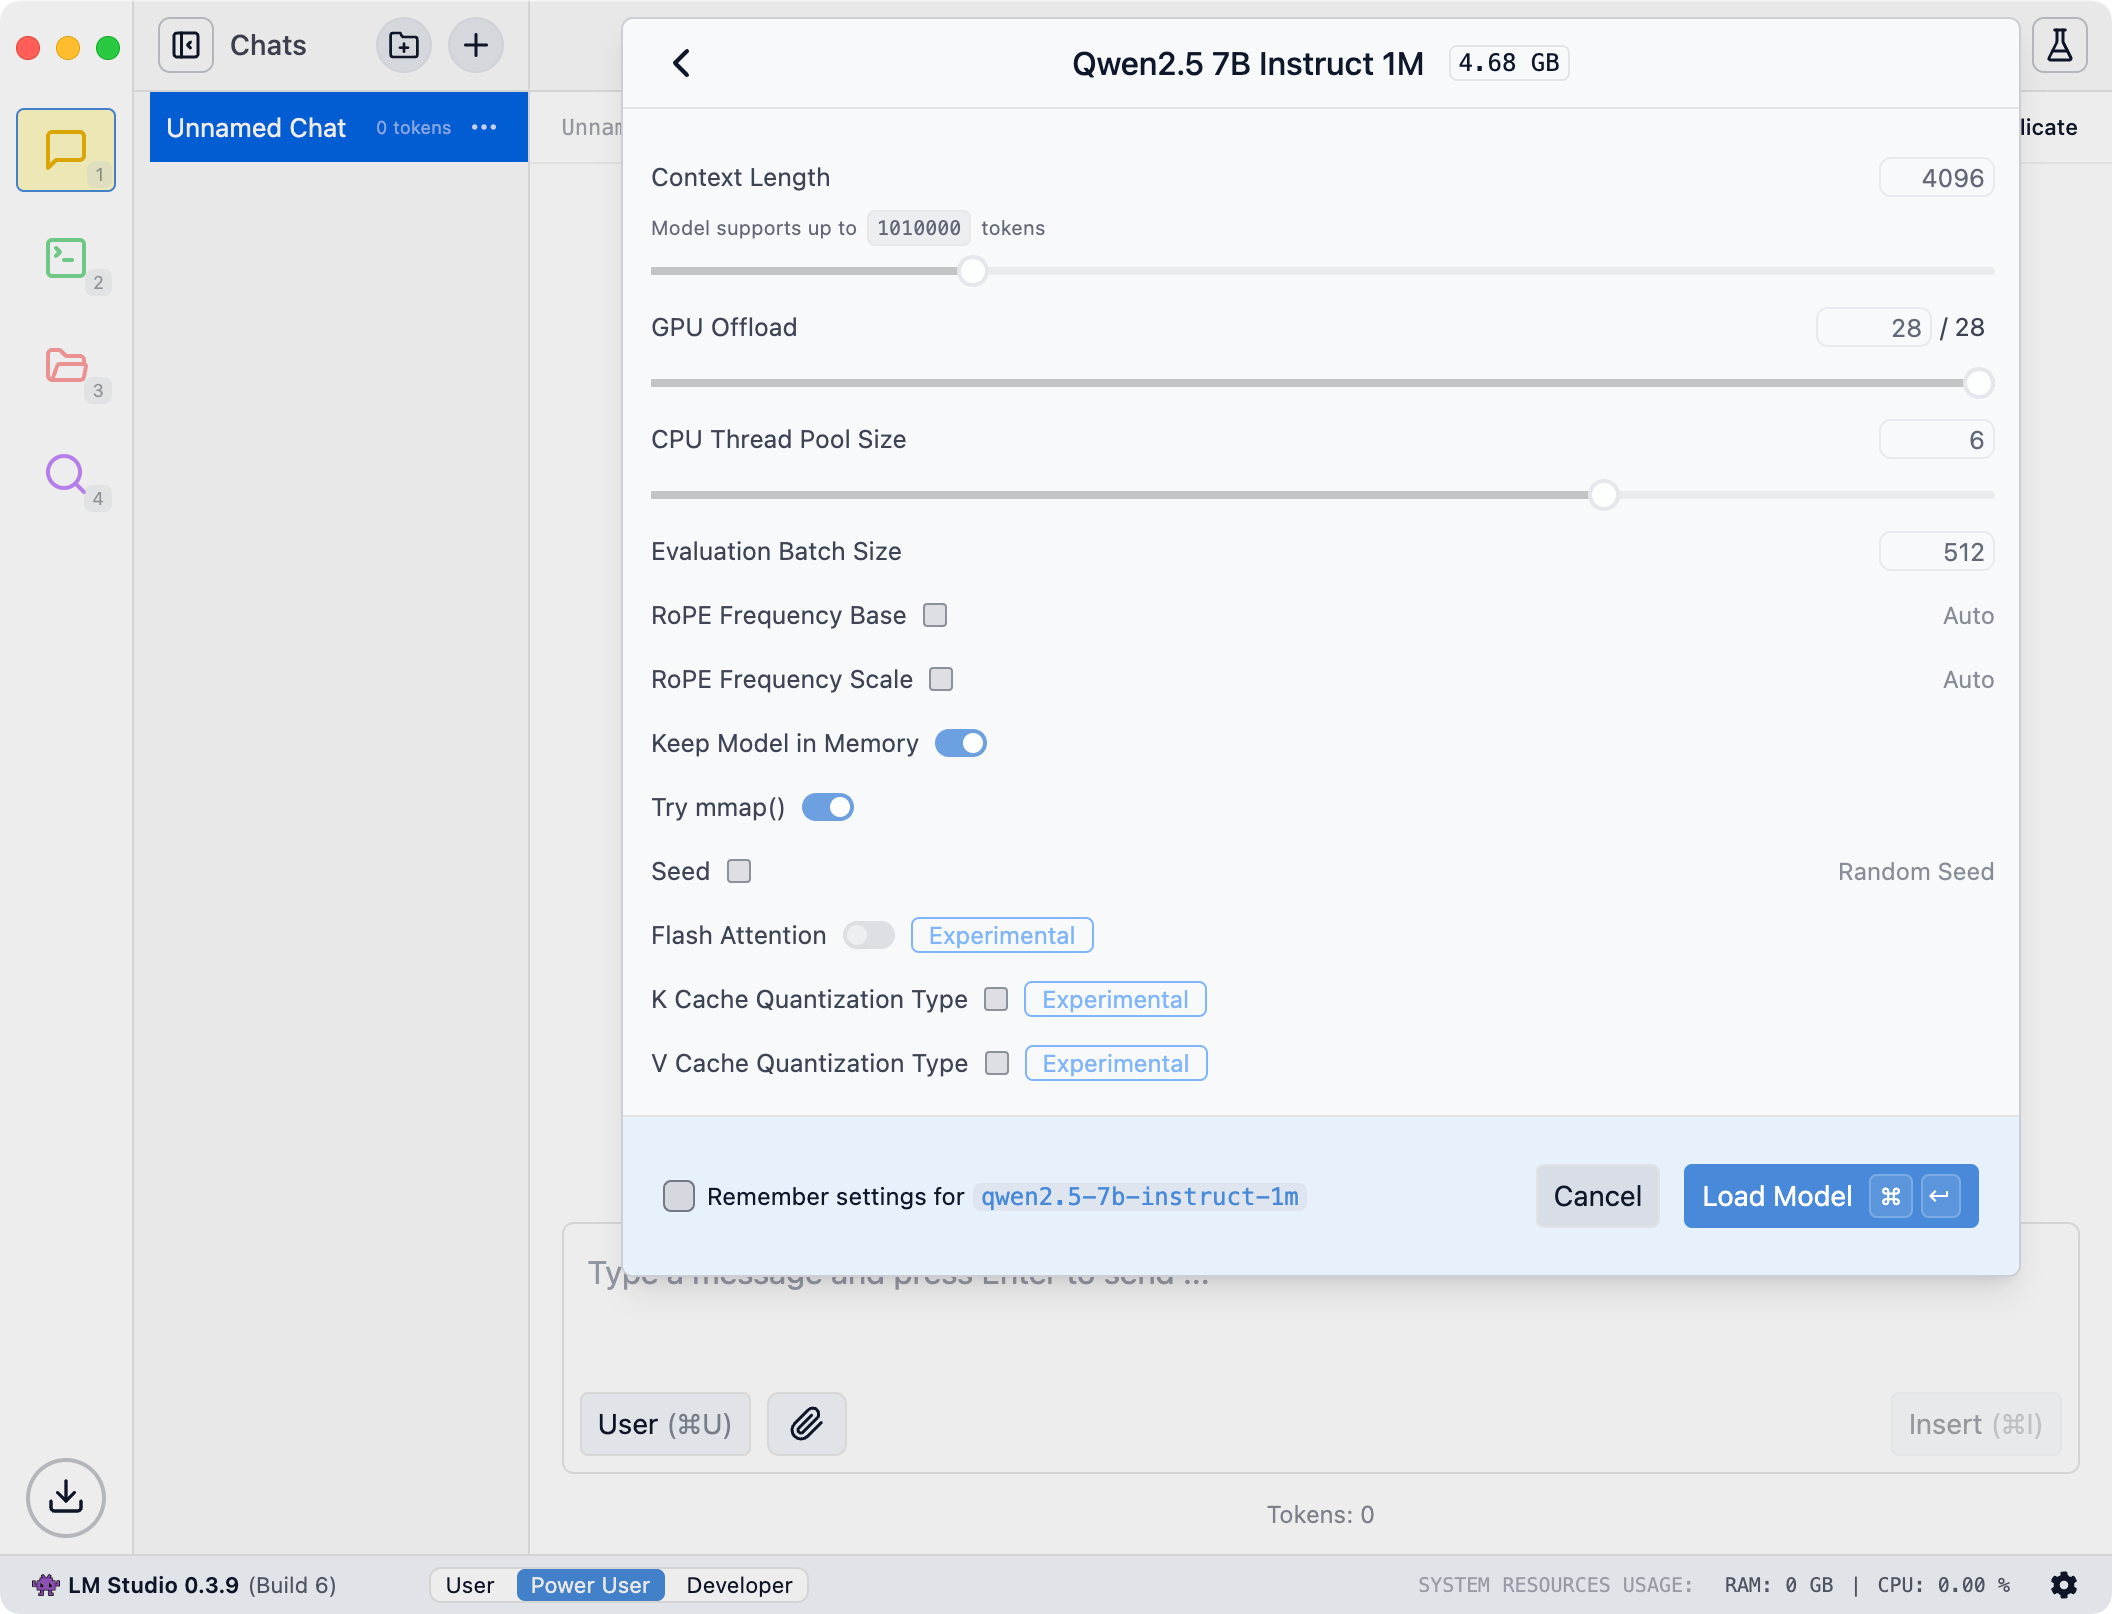 Chats
Unnamed Chat 0 tokens
1
2
3
4
Unnam
licate
Qwen2.5 7B Instruct 1M 4.68 GB
Context Length 4096
Model supports up to 1010000 tokens
GPU Offload 28 / 28
CPU Thread Pool Size 6
Evaluation Batch Size 512
RoPE Frequency Base Auto
RoPE Frequency Scale Auto
Keep Model in Memory
Try mmap()
Seed Random Seed
Flash Attention Experimental
K Cache Quantization Type Experimental
V Cache Quantization Type Experimental
Remember settings for qwen2.5-7b-instruct-1m Cancel Load Model ⌘ ↩
Type a message and press Enter to send ...
User (⌘U) Insert (⌘I)
Tokens: 0
LM Studio 0.3.9 (Build 6) User Power User Developer SYSTEM RESOURCES USAGE: RAM: 0 GB | CPU: 0.00 %